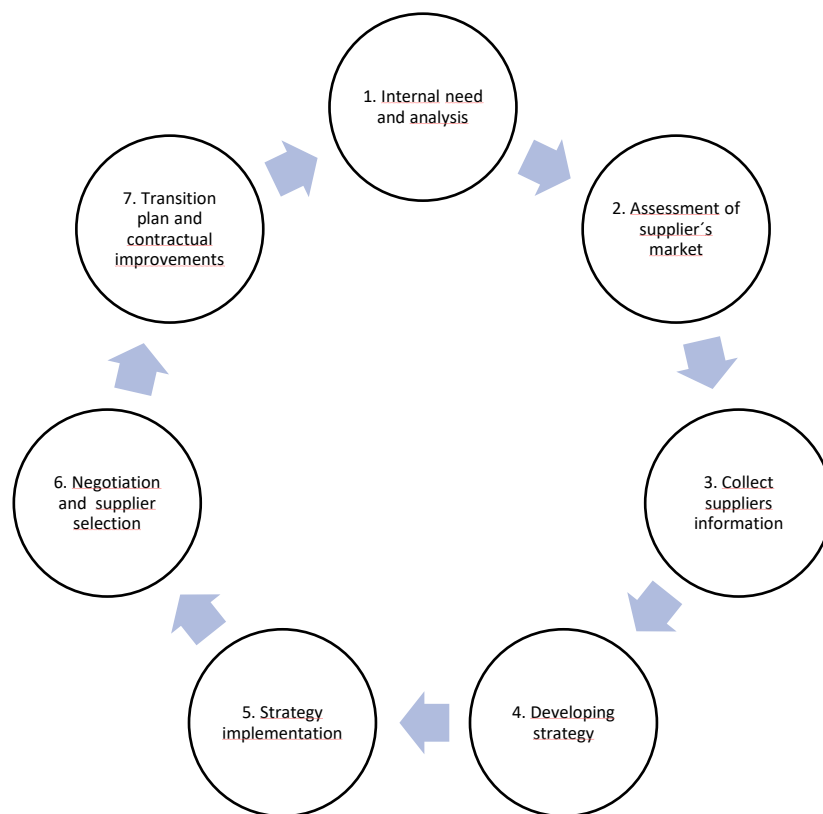 1. Internal need
and analysis
2. Assessment of
supplier´s
market
3. Collect
suppliers
information
4. Developing
strategy
5. Strategy
implementation
6. Negotiation
and  supplier
selection
7. Transition
plan and
contractual
improvements